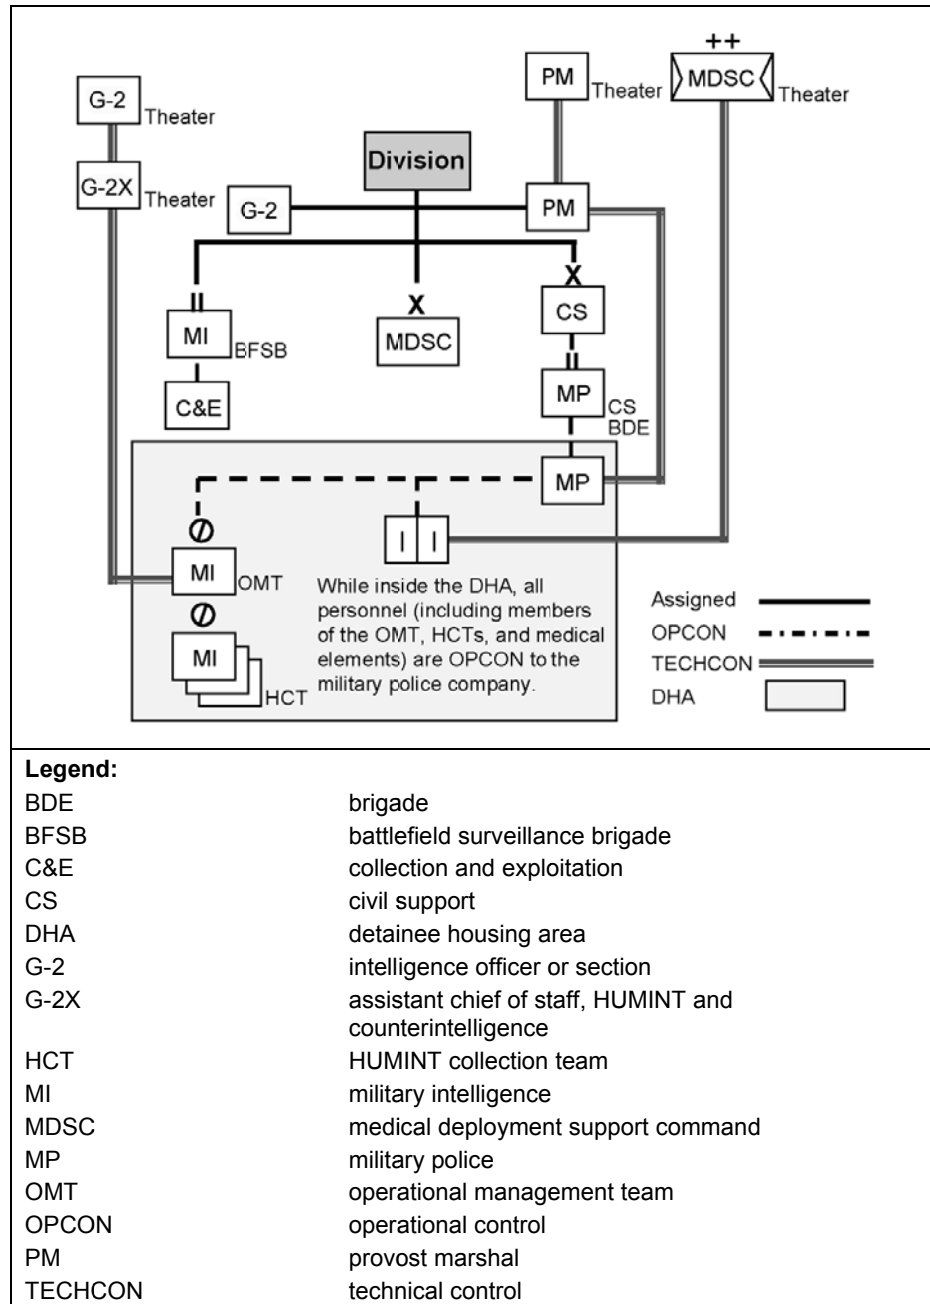 ++
G-2
Theater
PM
Theater
MDSC
Theater
Division
G-2X
Theater
G-2
PM
X
X
MI
BFSB
MDSC
CS
C&E
MP
CS
BDE
MP
I I
MI
OMT
MI
HCT
While inside the DHA, all
personnel (including members
of the OMT, HCTs, and medical
elements) are OPCON to the
military police company.
Assigned
OPCON
TECHCON
DHA
Legend:
BDE brigade
BFSB battlefield surveillance brigade
C&E collection and exploitation
CS civil support
DHA detainee housing area
G-2 intelligence officer or section
G-2X assistant chief of staff, HUMINT and
counterintelligence
HCT HUMINT collection team
MI military intelligence
MDSC medical deployment support command
MP military police
OMT operational management team
OPCON operational control
PM provost marshal
TECHCON technical control